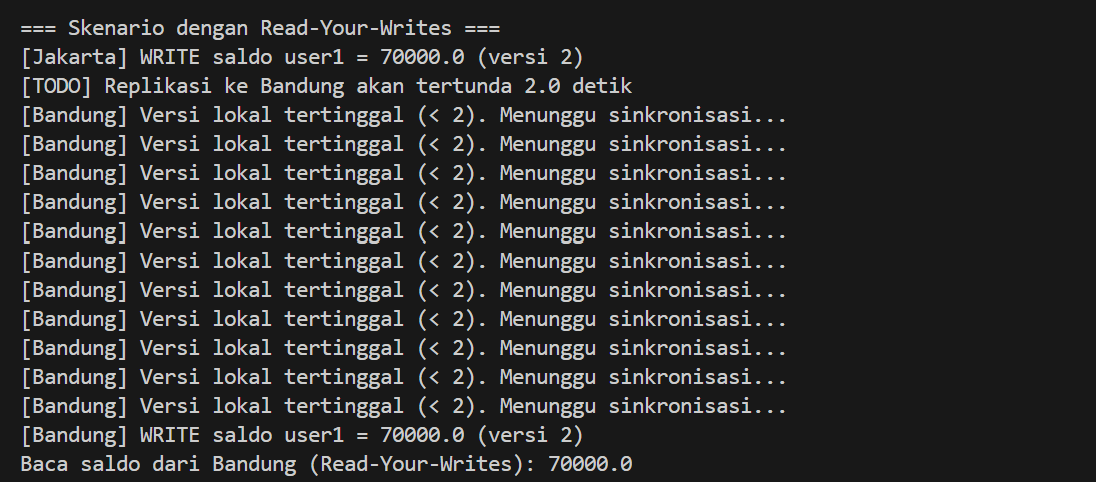 === Skenario dengan Read-Your-Writes ===
[Jakarta] WRITE saldo user1 = 70000.0 (versi 2)
[TODO] Replikasi ke Bandung akan tertunda 2.0 detik
[Bandung] Versi lokal tertinggal (< 2). Menunggu sinkronisasi...
[Bandung] Versi lokal tertinggal (< 2). Menunggu sinkronisasi...
[Bandung] Versi lokal tertinggal (< 2). Menunggu sinkronisasi...
[Bandung] Versi lokal tertinggal (< 2). Menunggu sinkronisasi...
[Bandung] Versi lokal tertinggal (< 2). Menunggu sinkronisasi...
[Bandung] Versi lokal tertinggal (< 2). Menunggu sinkronisasi...
[Bandung] Versi lokal tertinggal (< 2). Menunggu sinkronisasi...
[Bandung] Versi lokal tertinggal (< 2). Menunggu sinkronisasi...
[Bandung] Versi lokal tertinggal (< 2). Menunggu sinkronisasi...
[Bandung] Versi lokal tertinggal (< 2). Menunggu sinkronisasi...
[Bandung] Versi lokal tertinggal (< 2). Menunggu sinkronisasi...
[Bandung] WRITE saldo user1 = 70000.0 (versi 2)
Baca saldo dari Bandung (Read-Your-Writes): 70000.0